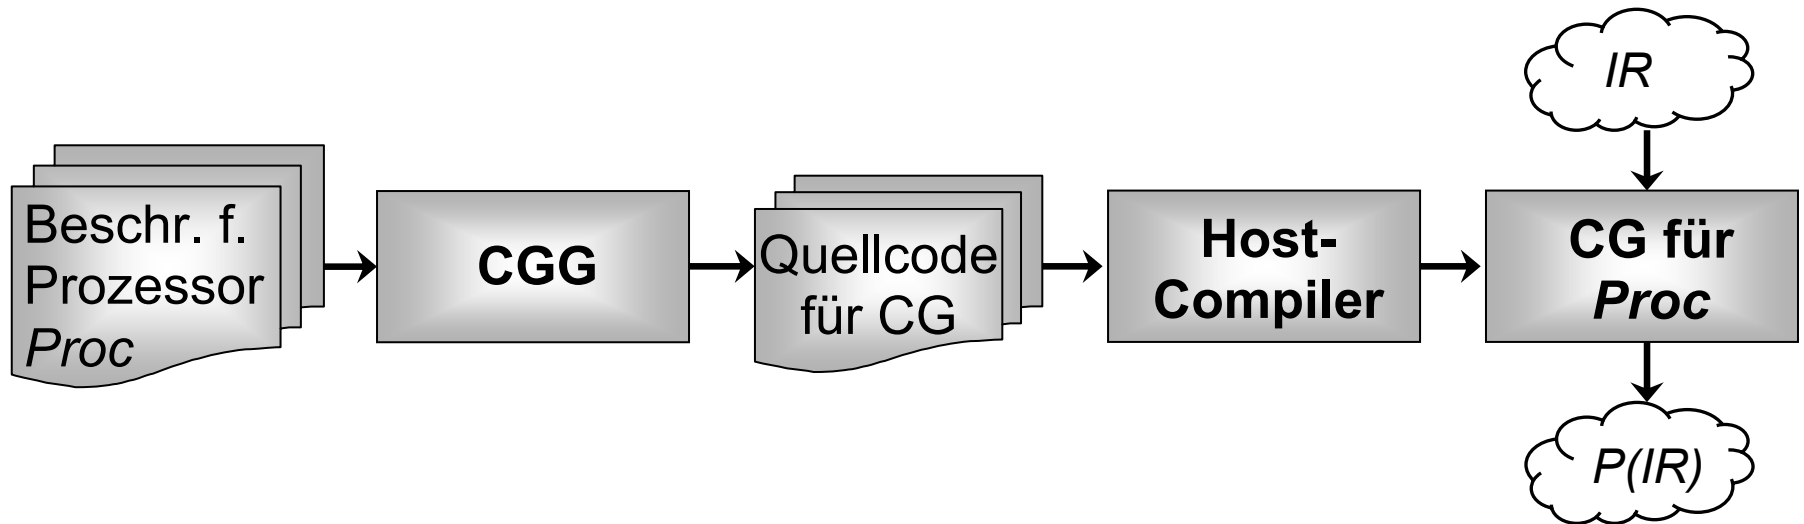 Beschr. f.
Prozessor
Proc
CGG
Quellcode
für CG
Host-
Compiler
IR
CG für
Proc
P(IR)